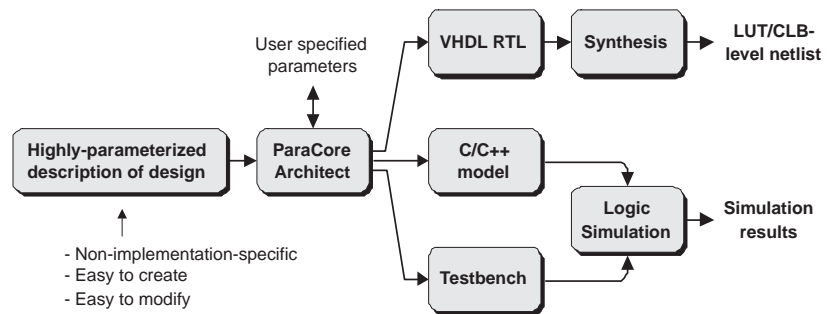 User specified
parameters
VHDL RTL
Synthesis
LUT/CLB-
level netlist
Highly-parameterized
description of design
ParaCore
Architect
C/C++
model
Logic
Simulation
Simulation
results
Testbench
- Non-implementation-specific
- Easy to create
- Easy to modify